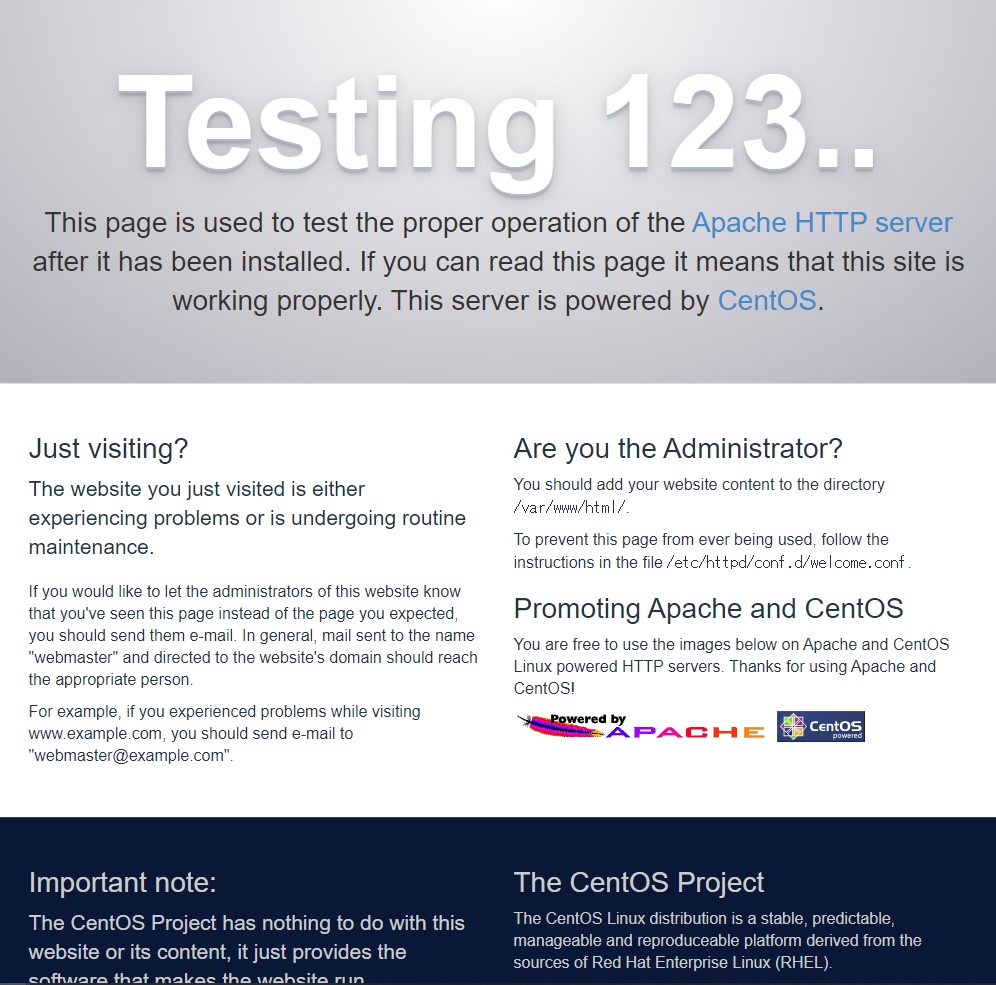 Testing 123..
This page is used to test the proper operation of the Apache HTTP server
after it has been installed. If you can read this page it means that this site is
working properly. This server is powered by CentOS.
Just visiting?
The website you just visited is either
experiencing problems or is undergoing routine
maintenance.
If you would like to let the administrators of this website know
that you've seen this page instead of the page you expected,
you should send them e-mail. In general, mail sent to the name
"webmaster" and directed to the website's domain should reach
the appropriate person.
For example, if you experienced problems while visiting
www.example.com, you should send e-mail to
"webmaster@example.com".
Are you the Administrator?
You should add your website content to the directory
/var/www/html/.
To prevent this page from ever being used, follow the
instructions in the file /etc/httpd/conf.d/welcome.conf.
Promoting Apache and CentOS
You are free to use the images below on Apache and CentOS
Linux powered HTTP servers. Thanks for using Apache and
CentOS!
Powered by
APACHE
CentOS
powered
Important note:
The CentOS Project has nothing to do with this
website or its content, it just provides the
software that makes the website run.
The CentOS Project
The CentOS Linux distribution is a stable, predictable,
manageable and reproduceable platform derived from the
sources of Red Hat Enterprise Linux (RHEL).